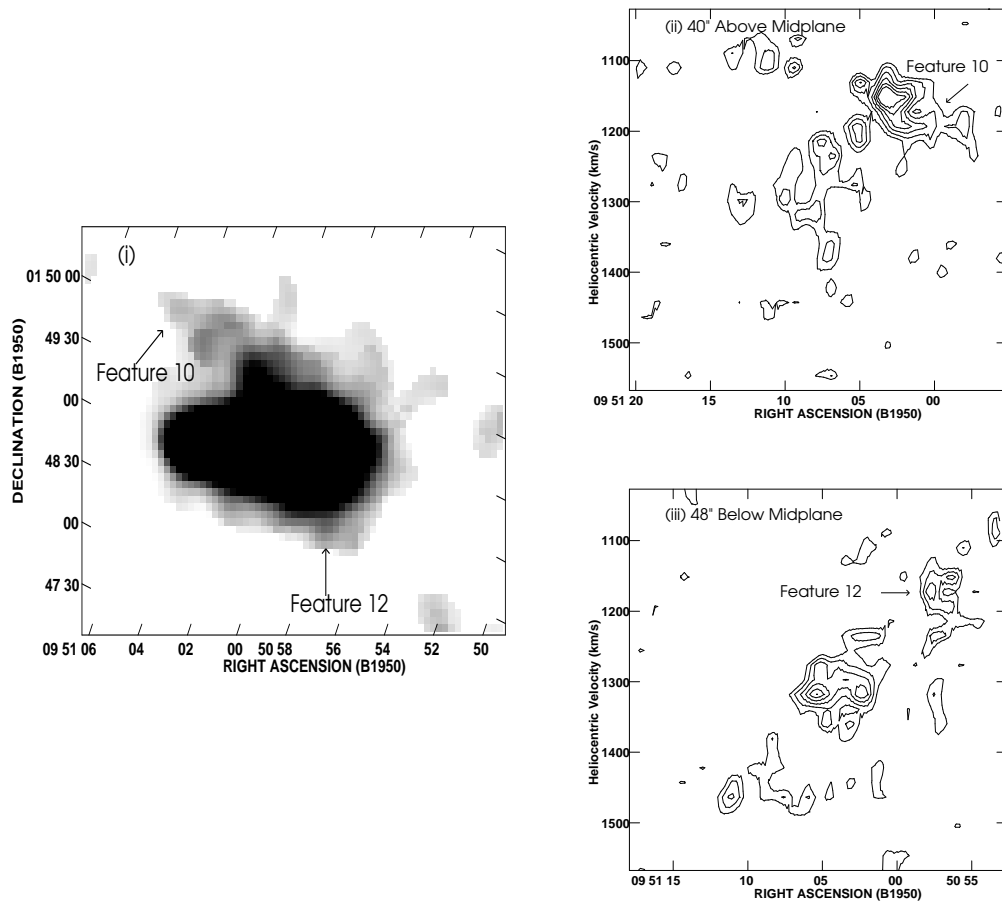 (i)
01 50 00
49 30
00
48 30
00
47 30
DECLINATION (B1950)
Feature 10
Feature 12
09 51 06 04 02 00 50 58 56 54 52 50
RIGHT ASCENSION (B1950)
(ii) 40" Above Midplane
Feature 10
1100
1200
1300
1400
1500
Heliocentric Velocity (km/s)
09 51 20 15 10 05 00
RIGHT ASCENSION (B1950)
(iii) 48" Below Midplane
Feature 12
1100
1200
1300
1400
1500
Heliocentric Velocity (km/s)
09 51 15 10 05 00 50 55
RIGHT ASCENSION (B1950)